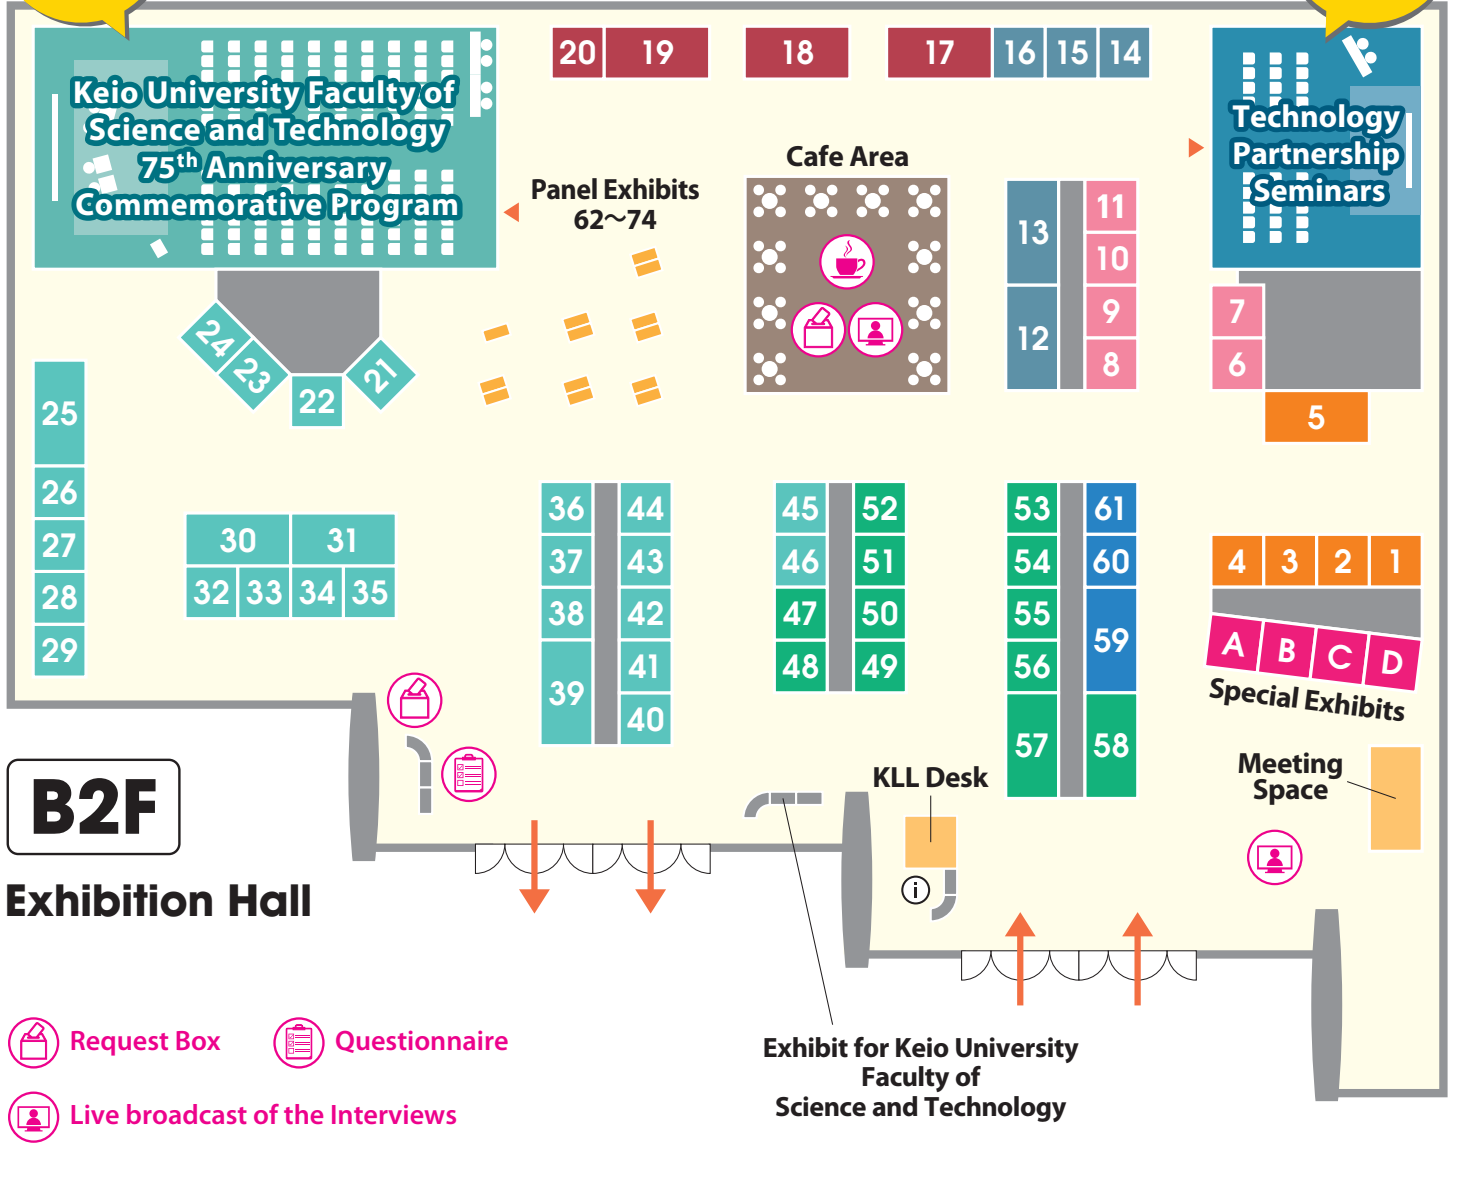 20 19 18 17 16 15 14
Keio University Faculty of
Science and Technology
75th Anniversary
Commemorative Program
Technology
Partnership
Seminars
Panel Exhibits
62～74
Cafe Area
13
12
11
10
9
8
7
6
5
24
23
22
21
25
26
27
28
29
30 31
32 33 34 35
36 44
37 43
38 42
39 41
40
45 52
46 51
47 50
48 49
53 61
54 60
55 59
56
57 58
4 3 2 1
A B C D
Special Exhibits
Meeting
Space
KLL Desk
i
B2F
Exhibition Hall
Request Box
Questionnaire
Live broadcast of the Interviews
Exhibit for Keio University
Faculty of
Science and Technology